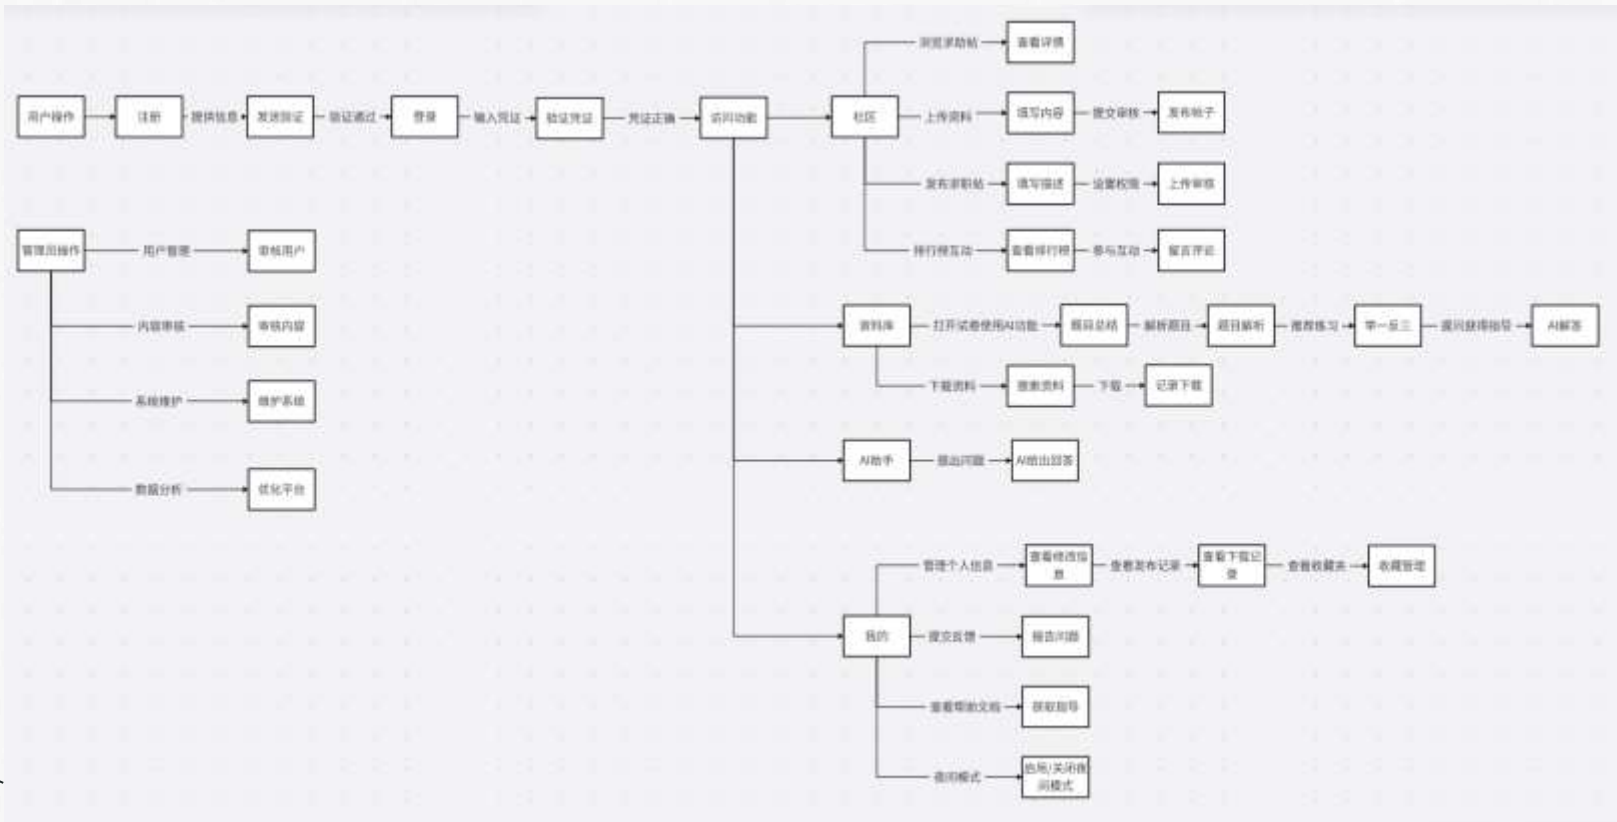 用户操作
注册
提供信息
发送验证
验证通过
登录
输入凭证
验证凭证
凭证正确
访问功能
社区
浏览求助帖
查看详情
上传资料
填写内容
提交审核
发布帖子
发布求职帖
填写描述
设置权限
上传审核
排行榜互动
查看排行榜
参与互动
留言评论
管理员操作
用户管理
审核用户
内容审核
审核内容
系统维护
维护系统
数据分析
优化平台
资料库
打开试卷使用AI功能
题目总结
解析题目
题目解析
推荐练习
举一反三
提问获得指导
AI解答
下载资料
搜索资料
下载
记录下载
AI助手
提出问题
AI给出回答
我的
管理个人信息
查看修改信
息
查看发布记录
查看下载记
录
查看收藏夹
收藏管理
提交反馈
报告问题
查看帮助文档
获取指导
夜间模式
启用/关闭夜
间模式